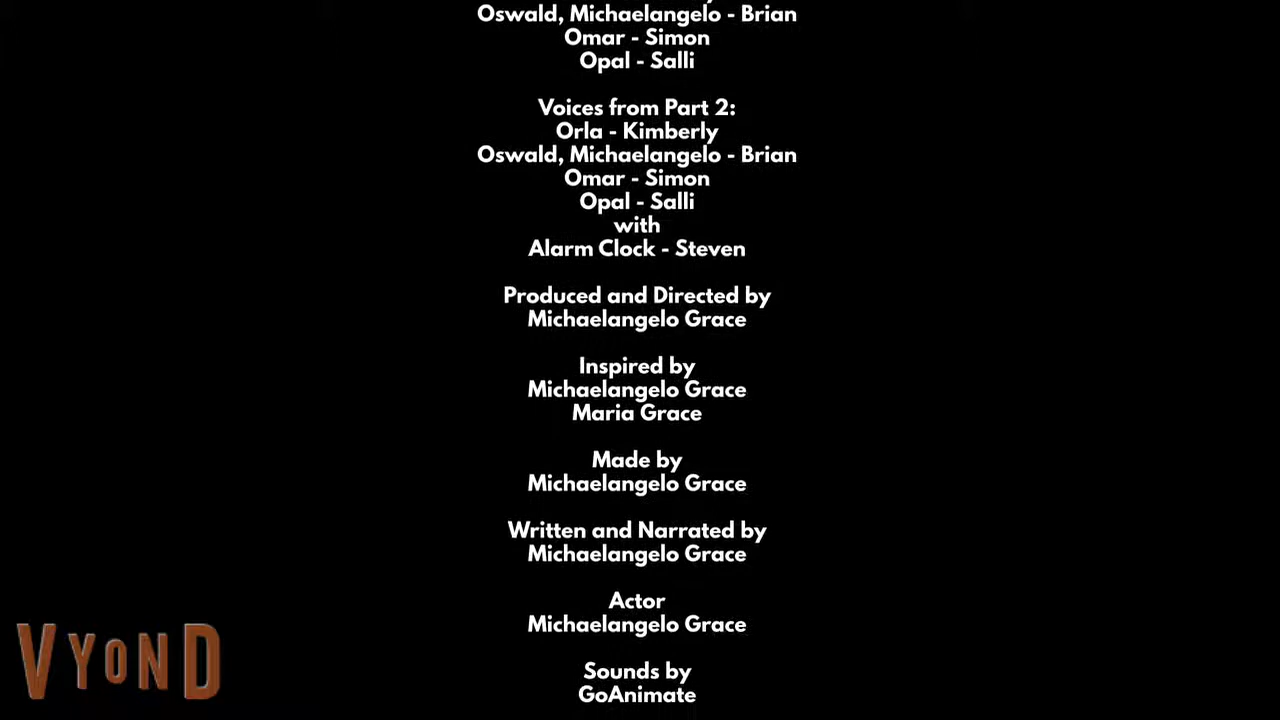 Oswald, Michaelangelo - Brian
Omar - Simon
Opal - Salli
Voices from Part 2:
Orla - Kimberly
Oswald, Michaelangelo - Brian
Omar - Simon
Opal - Salli
with
Alarm Clock - Steven
Produced and Directed by
Michaelangelo Grace
Inspired by
Michaelangelo Grace
Maria Grace
Made by
Michaelangelo Grace
Written and Narrated by
Michaelangelo Grace
Actor
Michaelangelo Grace
Sounds by
GoAnimate
VYOND